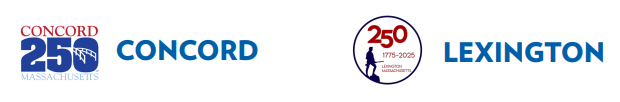 CONCORD
250
MASSACHUSETTS
CONCORD
250
1775-2025
LEXINGTON
MASSACHUSETTS
LEXINGTON